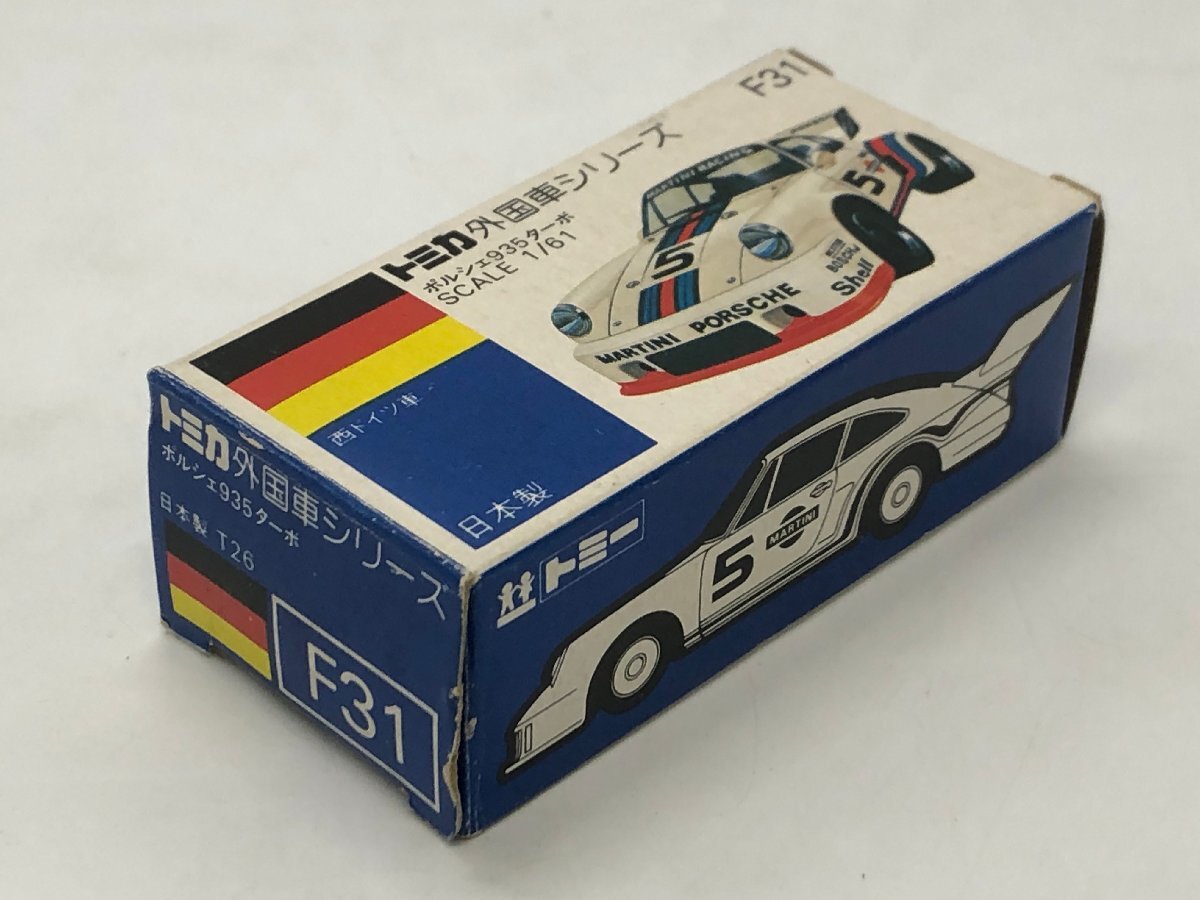 F31
トミカ外国車シリーズ
ポルシェ935ターボ
SCALE 1/61
西ドイツ車
日本製
MARTINI RACING
5
5
MARTINI PORSCHE
BOSCH
Shell
トミカ外国車シリーズ
ポルシェ935ターボ
日本製 T26
F31
トミー
5
MARTINI